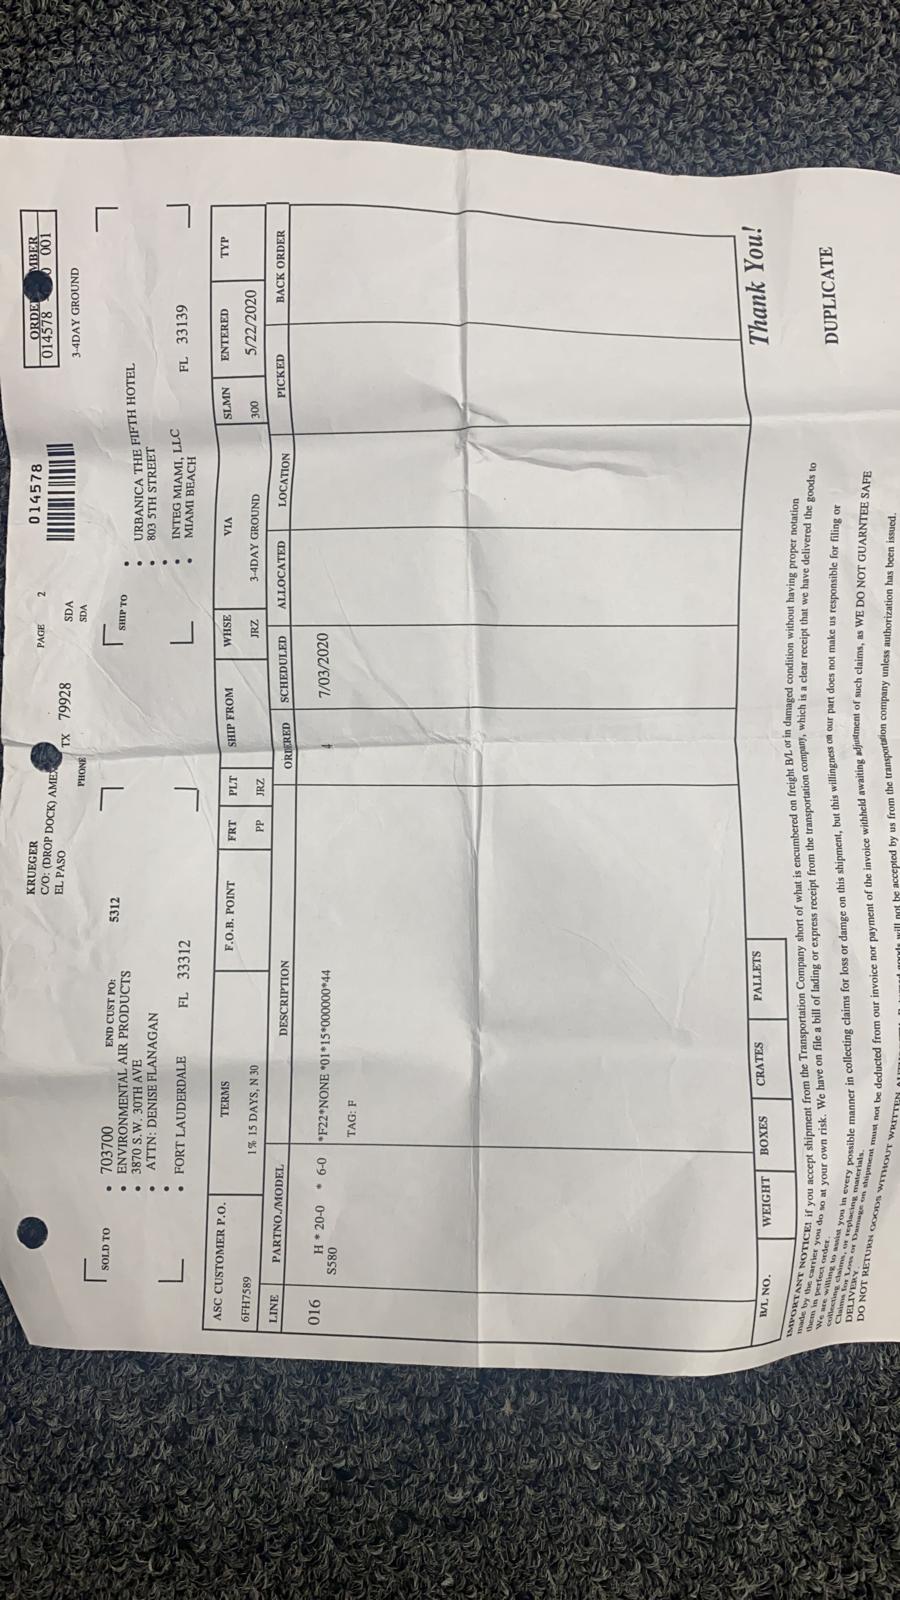 KRUEGER
C/O: (DROP DOCK)
EL PASO TX 79928
PHONE
PAGE 2
SDA
SDA
014578
014578 001
3-4DAY GROUND
SOLD TO
703700 END CUST PO: 5312
ENVIRONMENTAL AIR PRODUCTS
3870 S.W. 30TH AVE
ATTN: DENISE FLANAGAN
FORT LAUDERDALE FL 33312
SHIP TO
URBANICA THE FIFTH HOTEL
803 5TH STREET
INTEG MIAMI, LLC
MIAMI BEACH FL 33139
ASC CUSTOMER P.O. TERMS F.O.B. POINT FRT PLT SHIP FROM WHSE VIA SLMN ENTERED TYP
6FH7589 1% 15 DAYS, N 30 PP JRZ JRZ 3-4DAY GROUND 300 5/22/2020
LINE PARTNO./MODEL DESCRIPTION ORDERED SCHEDULED ALLOCATED LOCATION PICKED BACK ORDER
016 H * 20-0 * 6-0 *F22*NONE *01*15*000000*44 4 7/03/2020
S580
TAG: F
B/L NO. WEIGHT BOXES CRATES PALLETS
Thank You!
DUPLICATE
IMPORTANT NOTICE! if you accept shipment from the Transportation Company short of what is encumbered on freight B/L or in damaged condition without having proper notation
made by the carrier you do so at your own risk. We have on file a bill of lading or express receipt from the transportation company, which is a clear receipt that we have delivered the goods to
them in perfect order.
We are willing to assist you in every possible manner in collecting claims for loss or damge on this shipment, but this willingness on our part does not make us responsible for filing or
collecting claims, or replacing materials.
Claims for Loss or Damage on shipment must not be deducted from our invoice nor payment of the invoice withheld awaiting adjustment of such claims, as WE DO NOT GUARNTEE SAFE
DELIVERY.
DO NOT RETURN GOODS WITHOUT WRITTEN goods will not be accepted by us from the transportation company unless authorization has been issued.